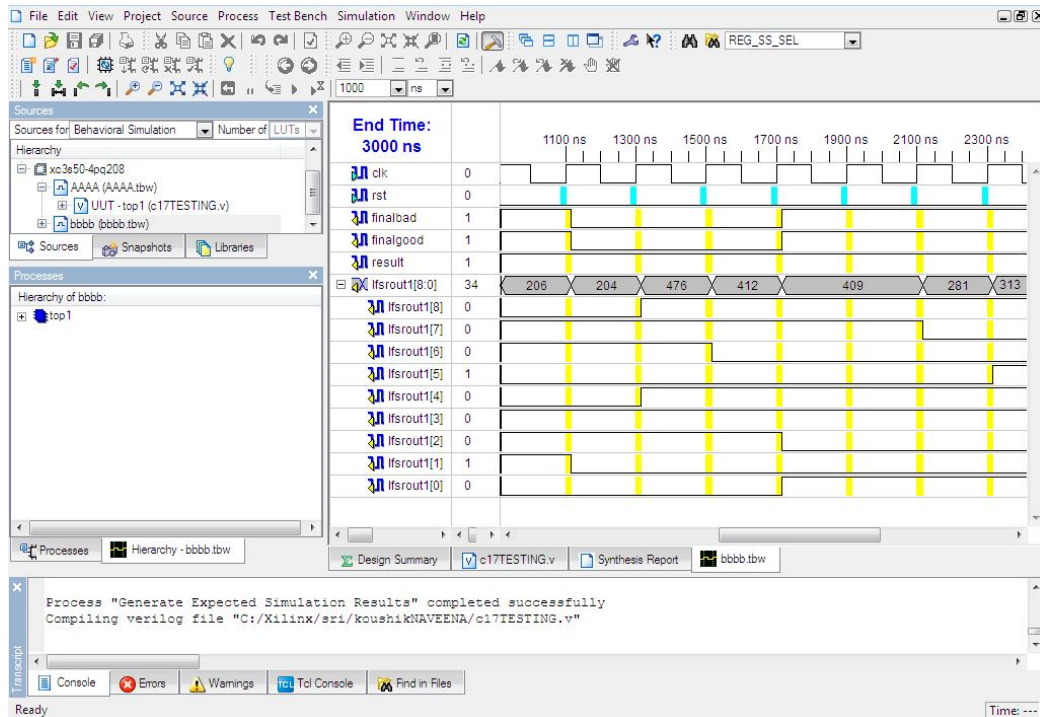 File Edit View Project Source Process Test Bench Simulation Window Help
REG_SS_SEL
1000 ns
Sources
Sources for: Behavioral Simulation Number of LUTs
Hierarchy
xc3s50-4pq208
AAAA (AAAA.tbw)
UUT - top1 (c17TESTING.v)
bbbb (bbbb.tbw)
Sources Snapshots Libraries
Processes
Hierarchy of bbbb:
top1
Processes Hierarchy - bbbb.tbw
End Time:
3000 ns
1100 ns 1300 ns 1500 ns 1700 ns 1900 ns 2100 ns 2300 ns
clk 0
rst 0
finalbad 1
finalgood 1
result 1
lfsrout1[8:0] 34 206 204 476 412 409 281 313
lfsrout1[8] 0
lfsrout1[7] 0
lfsrout1[6] 0
lfsrout1[5] 1
lfsrout1[4] 0
lfsrout1[3] 0
lfsrout1[2] 0
lfsrout1[1] 1
lfsrout1[0] 0
Design Summary c17TESTING.v Synthesis Report bbbb.tbw
Process "Generate Expected Simulation Results" completed successfully
Compiling verilog file "C:/Xilinx/sri/koushikNAVEENA/c17TESTING.v"
Transcript
Console Errors Warnings TCL Tcl Console Find in Files
Ready Time: ---